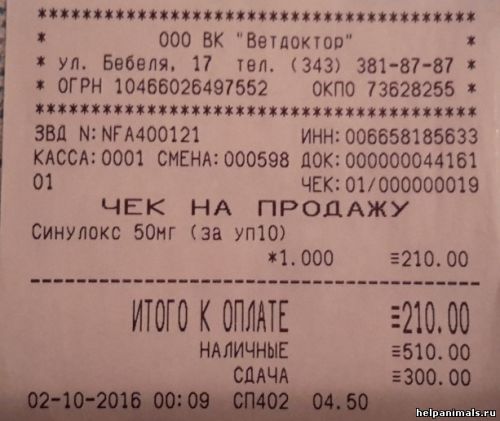 *******************************************
* ООО ВК "Ветдоктор" *
* ул. Бебеля, 17 тел. (343) 381-87-87 *
* ОГРН 10466026497552 ОКПО 73628255 *
*******************************************
ЗВД N:NFA400121 ИНН:006658185633
КАССА:0001 СМЕНА:000598 ДОК:000000044161
01 ЧЕК:01/000000019
ЧЕК НА ПРОДАЖУ
Синулокс 50мг (за уп10)
*1.000 ≡210.00
------------------------------------------
ИТОГО К ОПЛАТЕ ≡210.00
НАЛИЧНЫЕ ≡510.00
СДАЧА ≡300.00
02-10-2016 00:09 СП402 04.50
helpanimals.ru